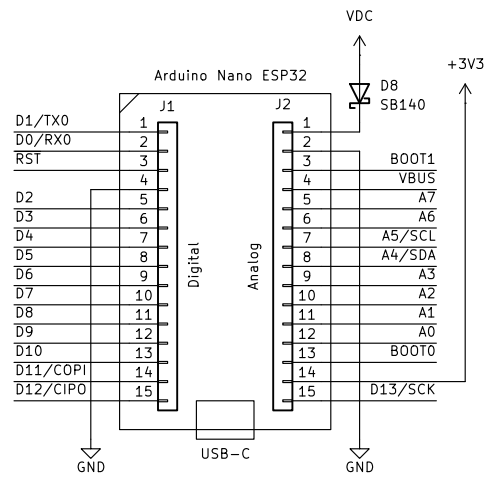 VDC
+3V3
Arduino Nano ESP32
D8
SB140
J1
J2
D1/TX0 1 1
D0/RX0 2 2
RST 3 3 BOOT1
4 4 VBUS
D2 5 5 A7
D3 6 6 A6
D4 7 7 A5/SCL
D5 8 8 A4/SDA
D6 9 9 A3
D7 10 10 A2
D8 11 11 A1
D9 12 12 A0
D10 13 13 BOOT0
D11/COPI 14 14
D12/CIPO 15 15 D13/SCK
Digital
Analog
USB-C
GND
GND